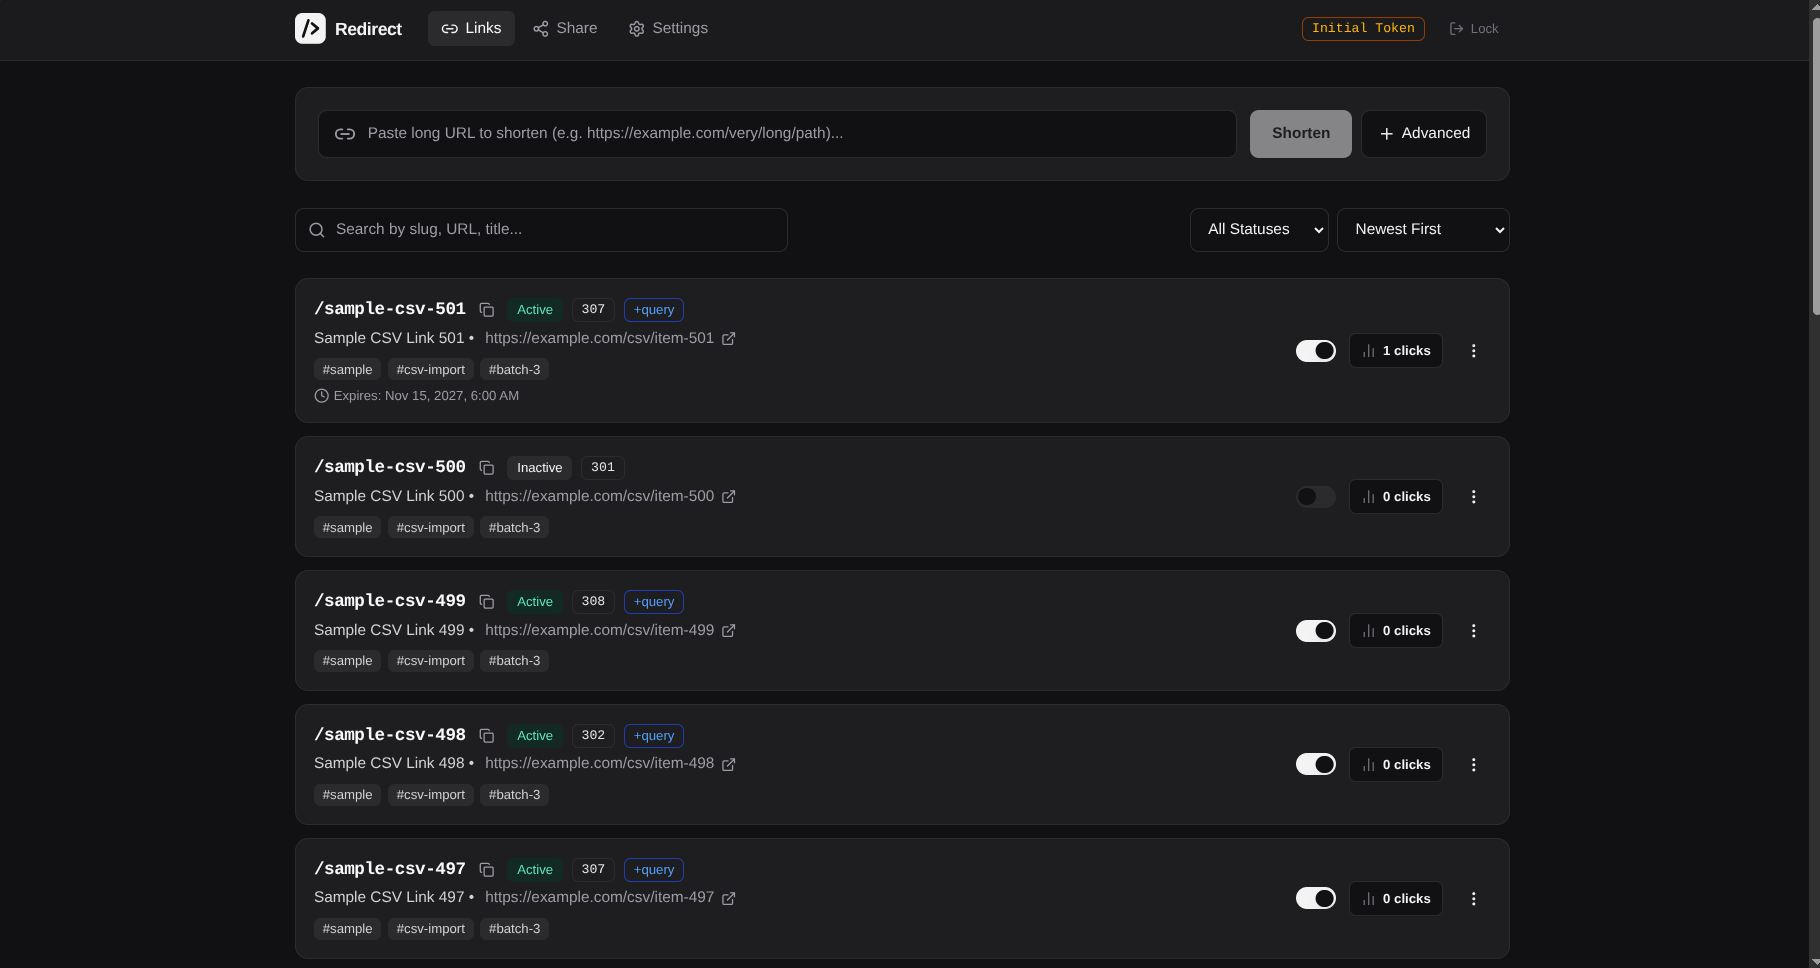 Redirect Links Share Settings Initial Token Lock
Paste long URL to shorten (e.g. https://example.com/very/long/path)... Shorten Advanced
Search by slug, URL, title... All Statuses Newest First
/sample-csv-501 Active 307 +query
Sample CSV Link 501 • https://example.com/csv/item-501
1 clicks
#sample #csv-import #batch-3
Expires: Nov 15, 2027, 6:00 AM
/sample-csv-500 Inactive 301
Sample CSV Link 500 • https://example.com/csv/item-500 0 clicks
#sample #csv-import #batch-3
/sample-csv-499 Active 308 +query
Sample CSV Link 499 • https://example.com/csv/item-499 0 clicks
#sample #csv-import #batch-3
/sample-csv-498 Active 302 +query
Sample CSV Link 498 • https://example.com/csv/item-498 0 clicks
#sample #csv-import #batch-3
/sample-csv-497 Active 307 +query
Sample CSV Link 497 • https://example.com/csv/item-497 0 clicks
#sample #csv-import #batch-3